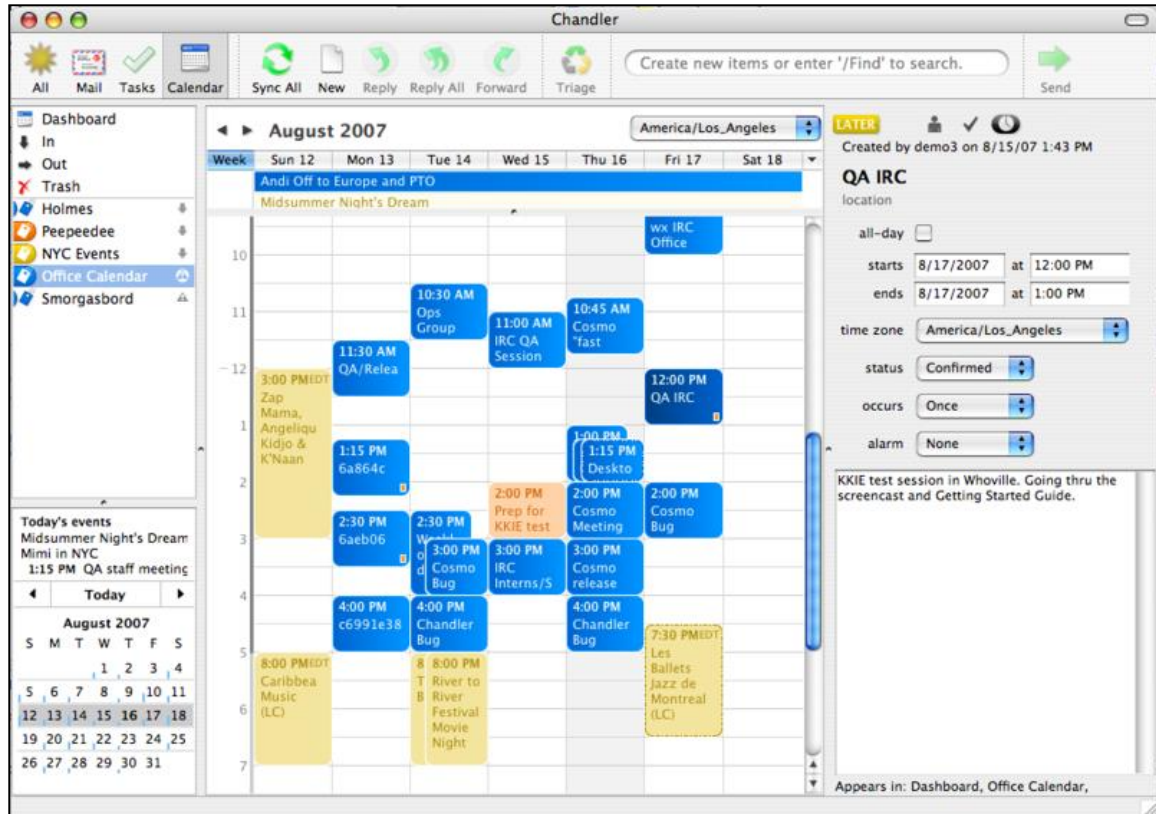 Chandler
All Mail Tasks Calendar Sync All New Reply Reply All Forward Triage Create new items or enter '/Find' to search. Send
Dashboard
In
Out
Trash
Holmes
Peepeedee
NYC Events
Office Calendar
Smorgasbord
Today's events
Midsummer Night's Dream
Mimi in NYC
1:15 PM QA staff meeting
Today
August 2007
S M T W T F S
1 2 3 4
5 6 7 8 9 10 11
12 13 14 15 16 17 18
19 20 21 22 23 24 25
26 27 28 29 30 31
August 2007 America/Los_Angeles
Week Sun 12 Mon 13 Tue 14 Wed 15 Thu 16 Fri 17 Sat 18
Andi Off to Europe and PTO
Midsummer Night's Dream
10
11
12
1
2
3
4
5
6
7
3:00 PM EDT
Zap
Mama,
Angeliqu
Kidjo &
K'Naan
8:00 PM EDT
Caribbea
Music
(LC)
11:30 AM
QA/Relea
1:15 PM
6a864c
2:30 PM
6aeb06
4:00 PM
c6991e38
10:30 AM
Ops
Group
2:30 PM
3:00 PM
Cosmo
Bug
4:00 PM
Chandler
Bug
8
T
B
8:00 PM
River to
River
Festival
Movie
Night
11:00 AM
IRC QA
Session
2:00 PM
Prep for
KKIE test
3:00 PM
IRC
Interns/S
10:45 AM
Cosmo
"fast
1:00 PM
1:15 PM
Deskto
2:00 PM
Cosmo
Meeting
3:00 PM
Cosmo
release
4:00 PM
Chandler
Bug
wx IRC
Office
12:00 PM
QA IRC
2:00 PM
Cosmo
Bug
7:30 PM EDT
Les
Ballets
Jazz de
Montreal
(LC)
LATER
Created by demo3 on 8/15/07 1:43 PM
QA IRC
location
all-day
starts 8/17/2007 at 12:00 PM
ends 8/17/2007 at 1:00 PM
time zone America/Los_Angeles
status Confirmed
occurs Once
alarm None
KKIE test session in Whoville. Going thru the
screencast and Getting Started Guide.
Appears in: Dashboard, Office Calendar,